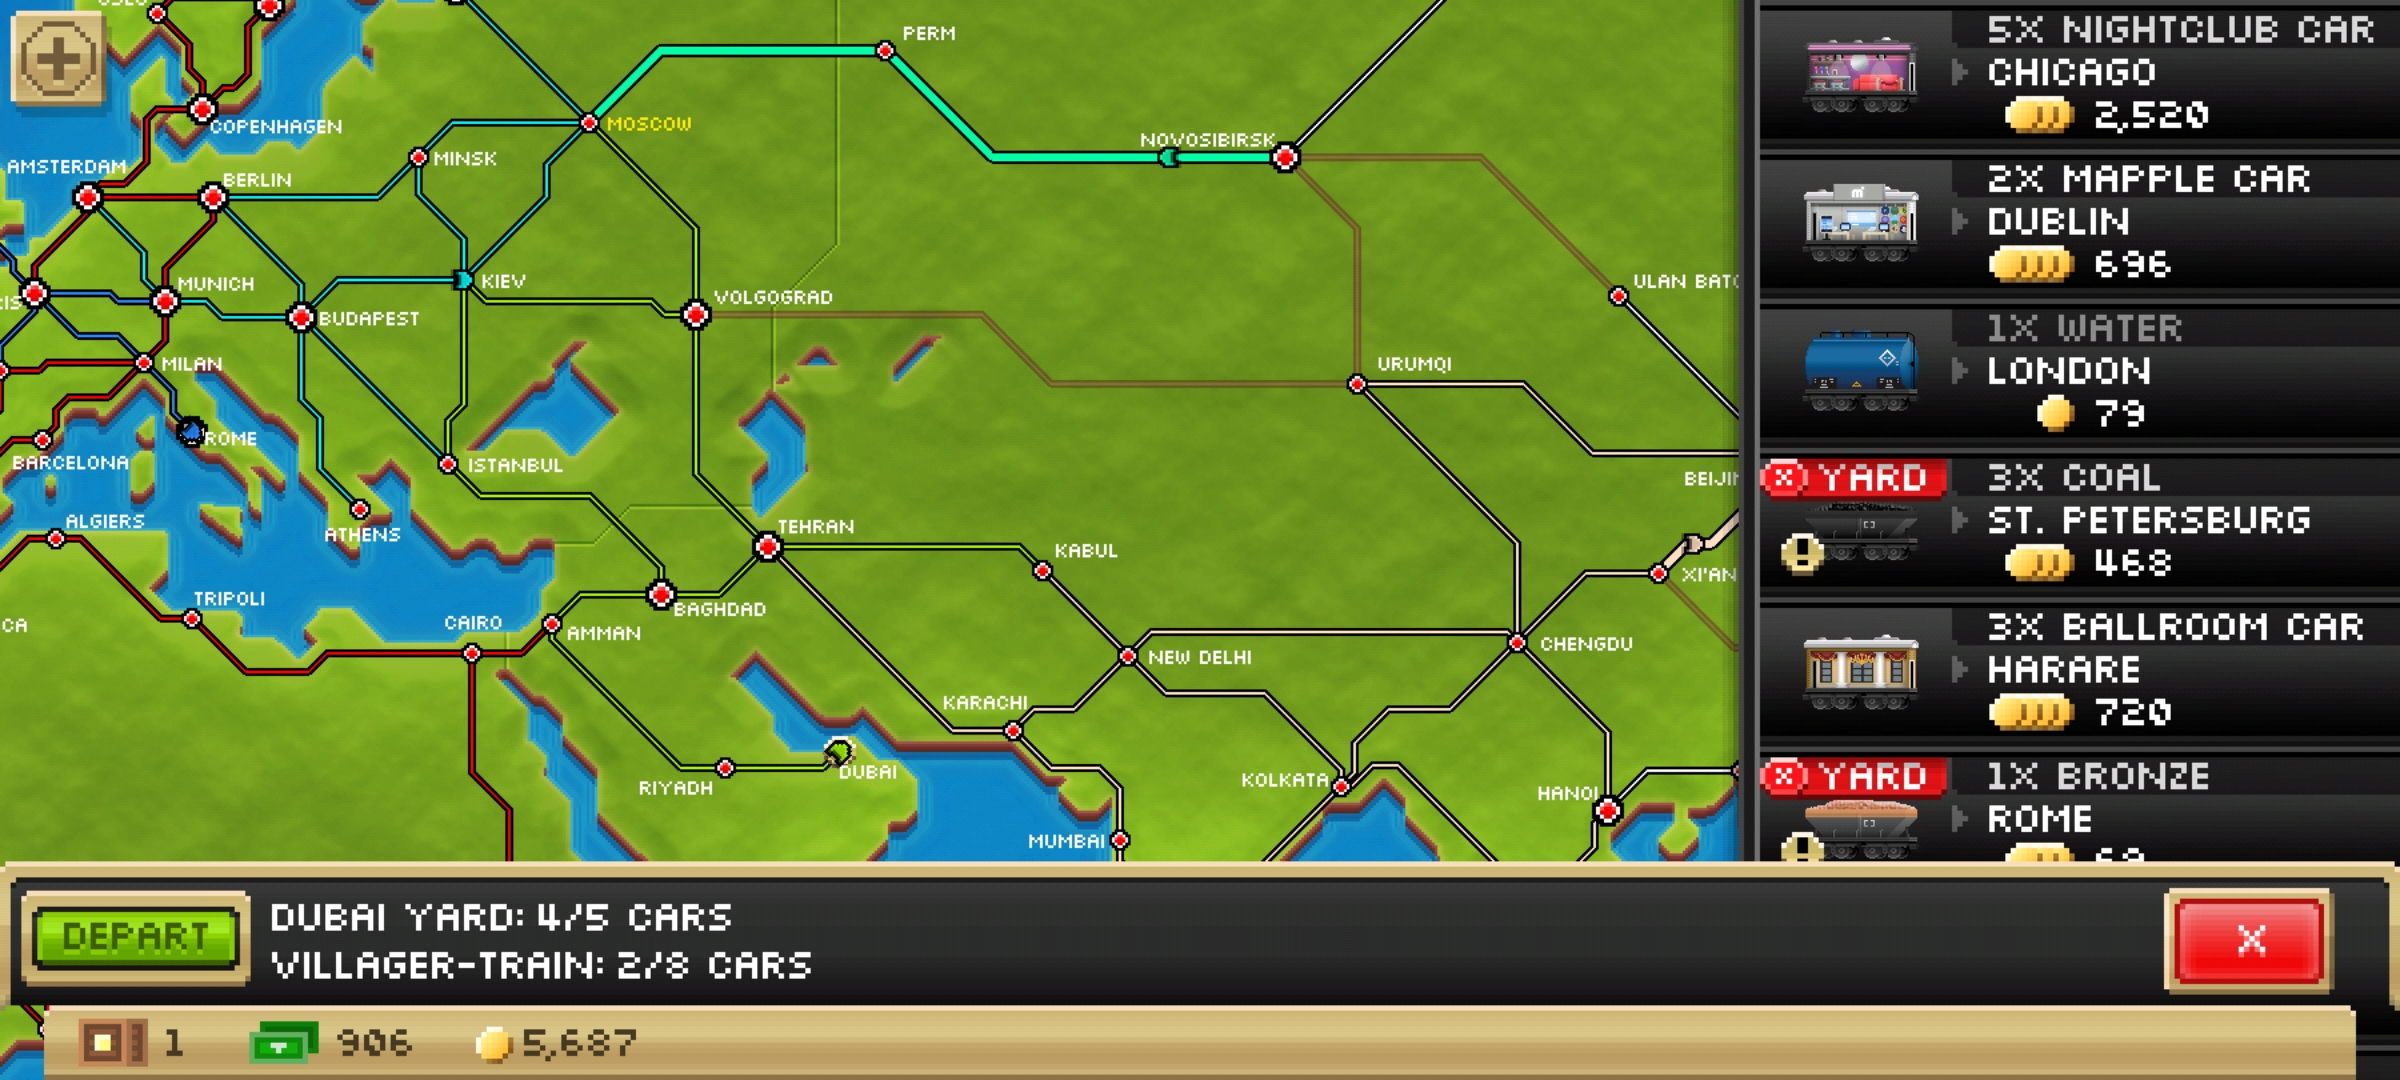 PERM
COPENHAGEN
MOSCOW
NOVOSIBIRSK
AMSTERDAM
BERLIN
MINSK
MUNICH
KIEV
ULAN BATO
VOLGOGRAD
BUDAPEST
MILAN
URUMQI
ROME
BARCELONA
ISTANBUL
BEIJIN
ALGIERS
ATHENS
TEHRAN
KABUL
XI'AN
TRIPOLI
BAGHDAD
CA
CAIRO
AMMAN
NEW DELHI
CHENGDU
KARACHI
DUBAI
RIYADH
KOLKATA
HANOI
MUMBAI
5X NIGHTCLUB CAR
CHICAGO
2,520
2X MAPPLE CAR
DUBLIN
696
1X WATER
LONDON
79
YARD
3X COAL
ST. PETERSBURG
468
3X BALLROOM CAR
HARARE
720
YARD
1X BRONZE
ROME
DEPART
DUBAI YARD: 4/5 CARS
VILLAGER-TRAIN: 2/8 CARS
X
1
906
5,687